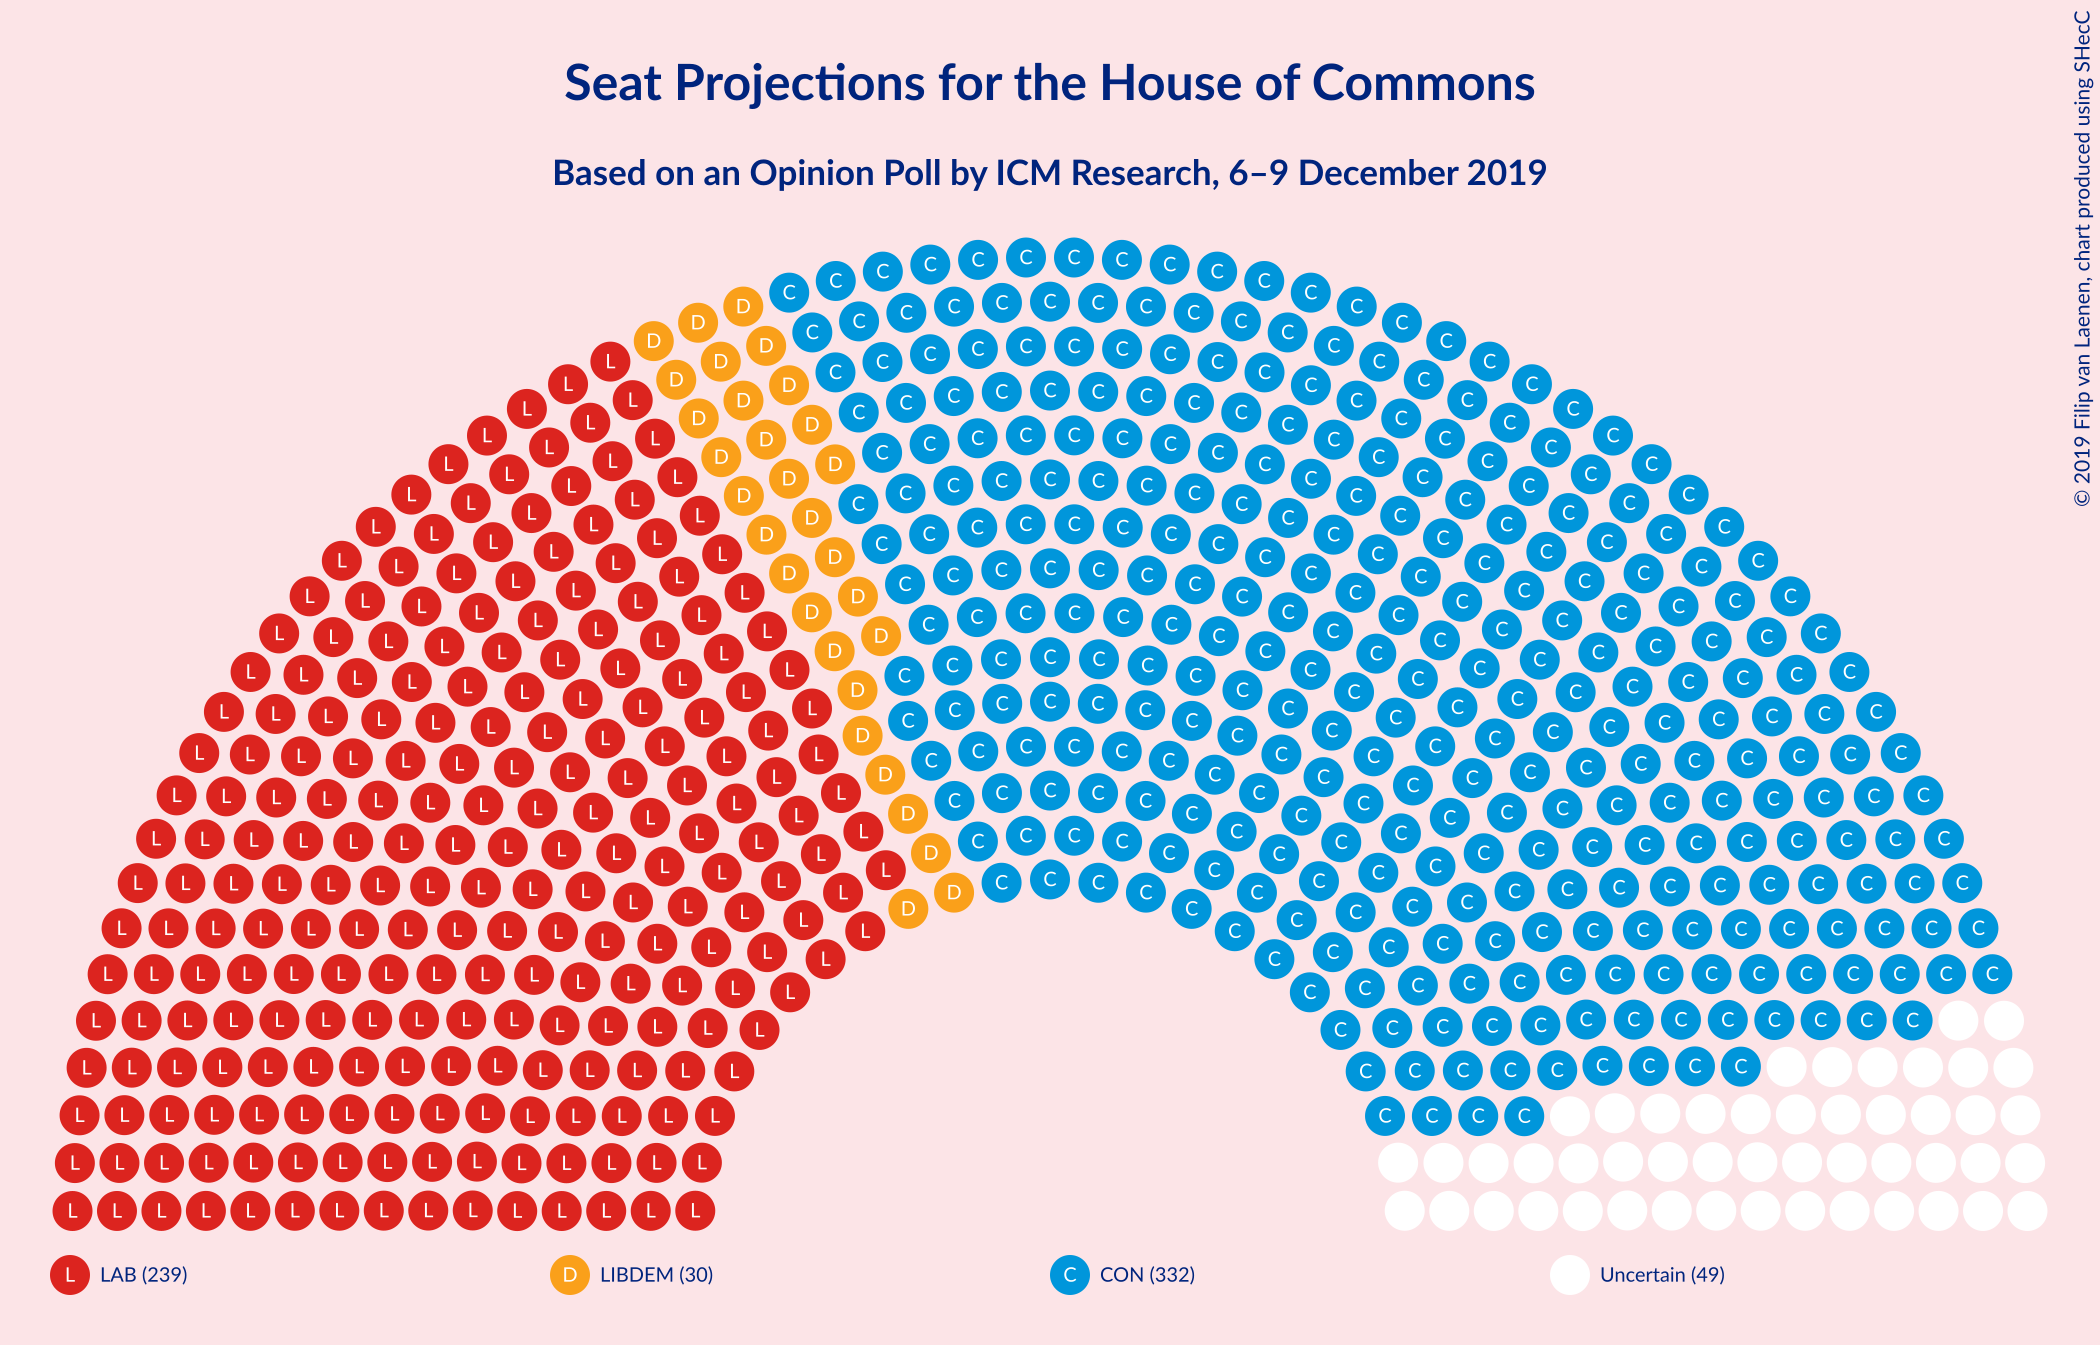 Seat Projections for the House of Commons
Based on an Opinion Poll by ICM Research, 6–9 December 2019
© 2019 Filip van Laenen, chart produced using SHecC
L LAB (239)
D LIBDEM (30)
C CON (332)
Uncertain (49)